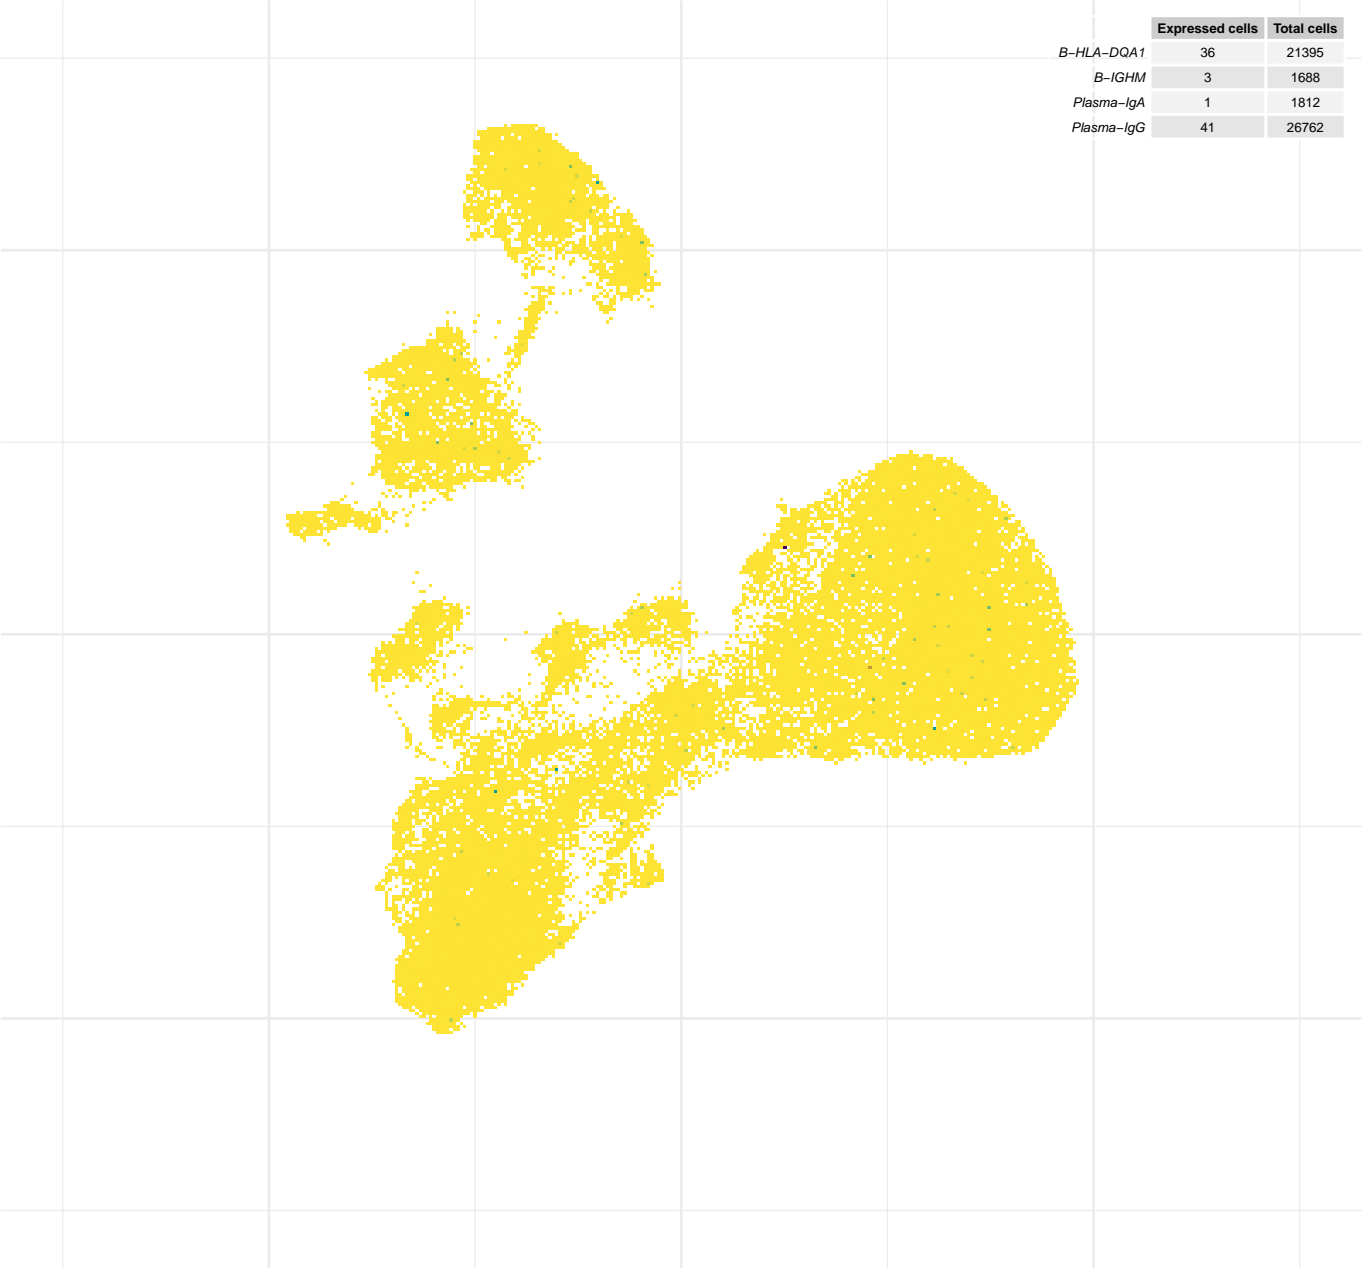 Expressed cells Total cells
B−HLA−DQA1 36 21395
B−IGHM 3 1688
Plasma−IgA 1 1812
Plasma−IgG 41 26762